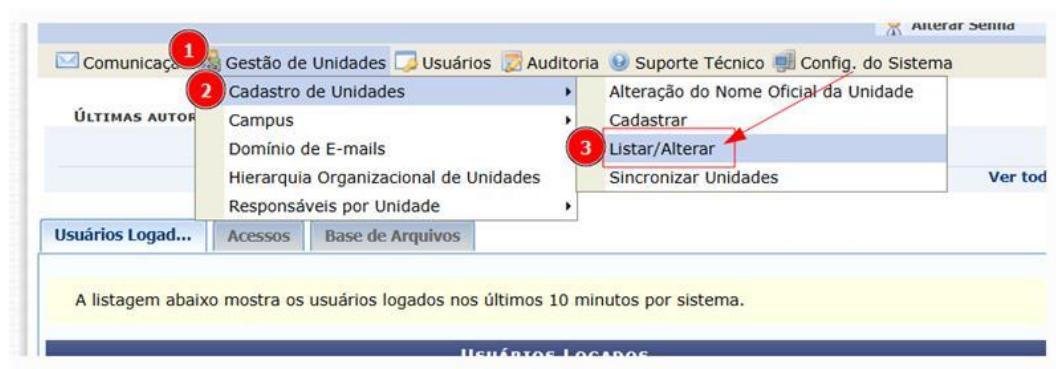 Alterar Senha
1
Comunicaç Gestão de Unidades Usuários Auditoria Suporte Técnico Config. do Sistema
2 Cadastro de Unidades
Alteração do Nome Oficial da Unidade
ÚLTIMAS AUTOR
Campus
Cadastrar
Domínio de E-mails
3 Listar/Alterar
Hierarquia Organizacional de Unidades
Sincronizar Unidades
Ver tod
Responsáveis por Unidade
Usuários Logad... Acessos Base de Arquivos
A listagem abaixo mostra os usuários logados nos últimos 10 minutos por sistema.
USUÁRIOS LOGADOS